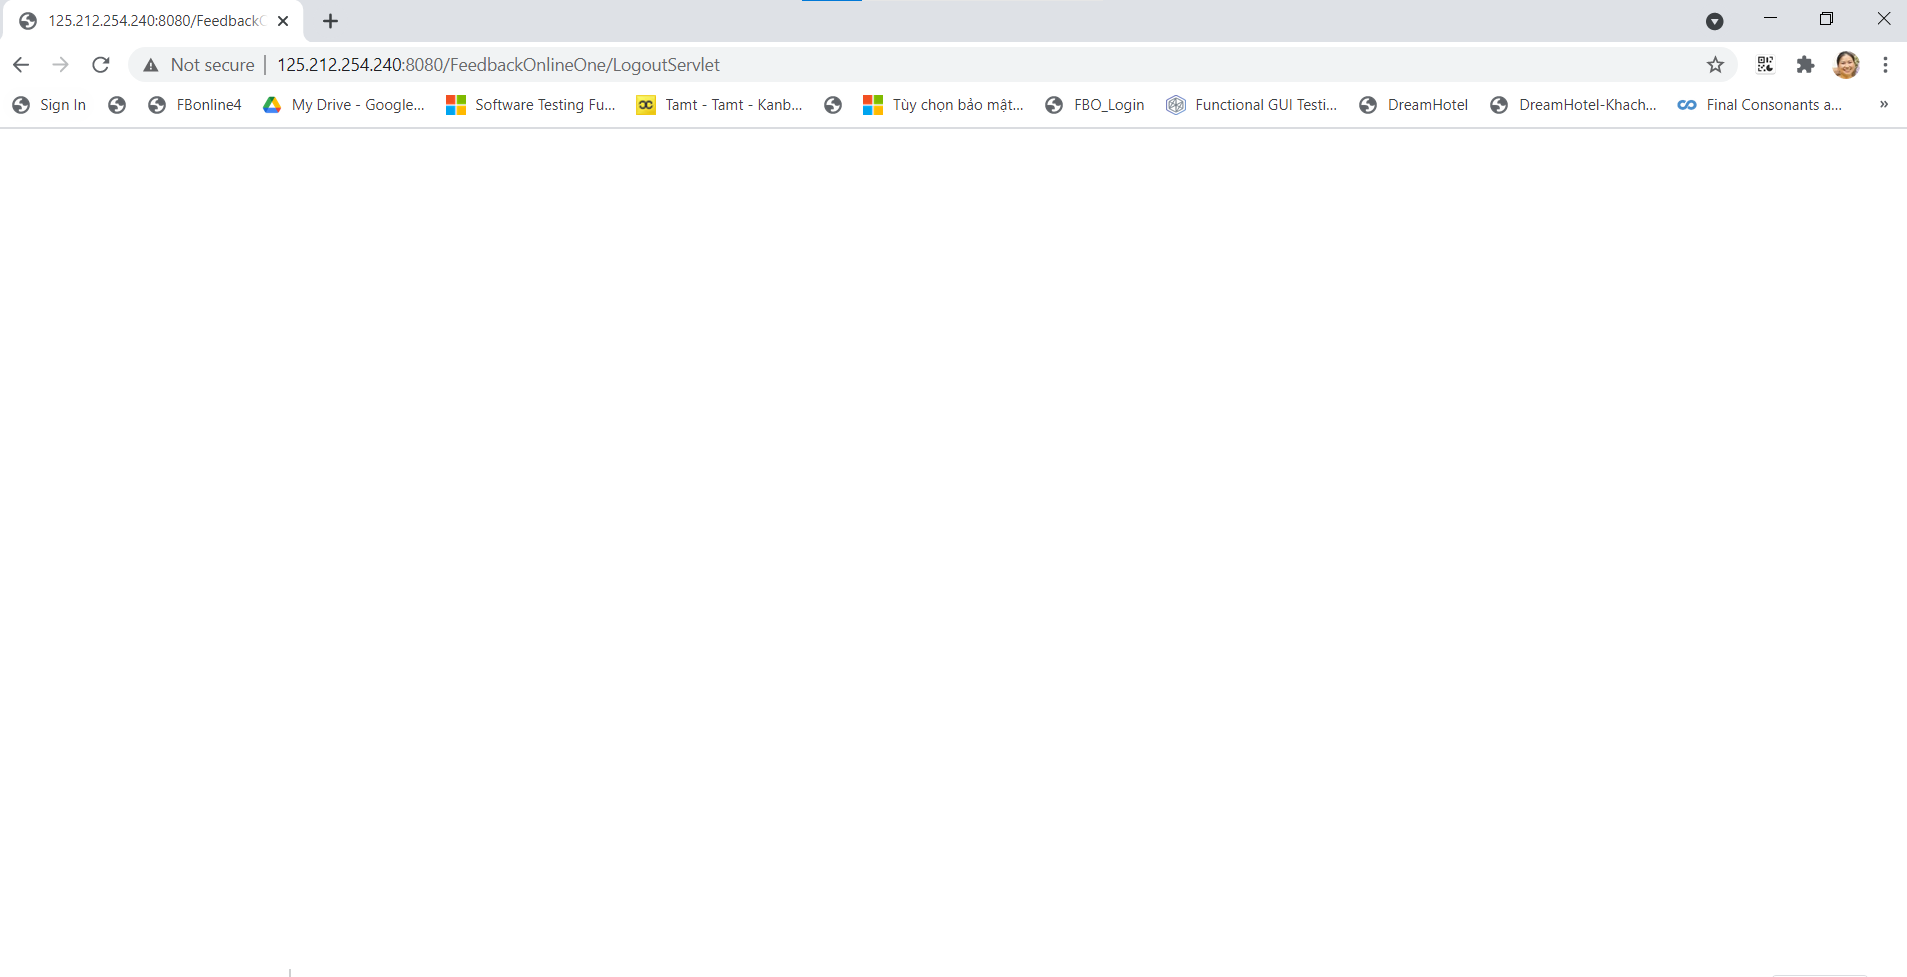 125.212.254.240:8080/FeedbackO
Not secure | 125.212.254.240:8080/FeedbackOnlineOne/LogoutServlet
Sign In FBonline4 My Drive - Google... Software Testing Fu... Tamt - Tamt - Kanb... Tùy chọn bảo mật... FBO_Login Functional GUI Testi... DreamHotel DreamHotel-Khach... Final Consonants a... »